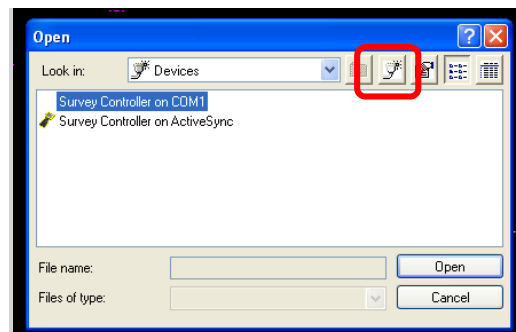 Open
Look in:
Devices
Survey Controller on COM1
Survey Controller on ActiveSync
File name:
Open
Files of type:
Cancel